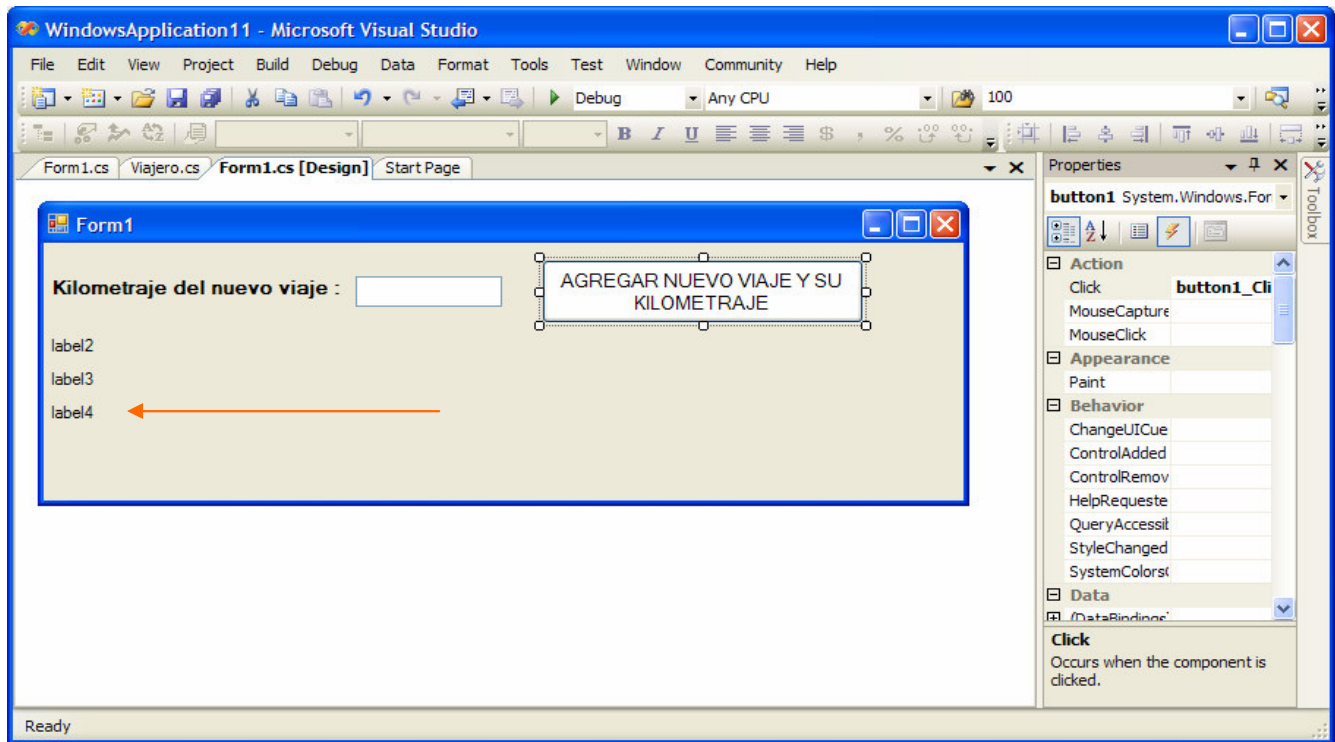 WindowsApplication11 - Microsoft Visual Studio
File Edit View Project Build Debug Data Format Tools Test Window Community Help
Debug Any CPU 100
B I U $ , %
Form1.cs Viajero.cs Form1.cs [Design] Start Page
Properties
Toolbox
button1 System.Windows.For
Form1
Kilometraje del nuevo viaje :
AGREGAR NUEVO VIAJE Y SU
KILOMETRAJE
label2
label3
label4
Action
Click button1_Cli
MouseCapture
MouseClick
Appearance
Paint
Behavior
ChangeUICue
ControlAdded
ControlRemov
HelpRequeste
QueryAccessib
StyleChanged
SystemColorsC
Data
(DataBindings)
Click
Occurs when the component is
clicked.
Ready